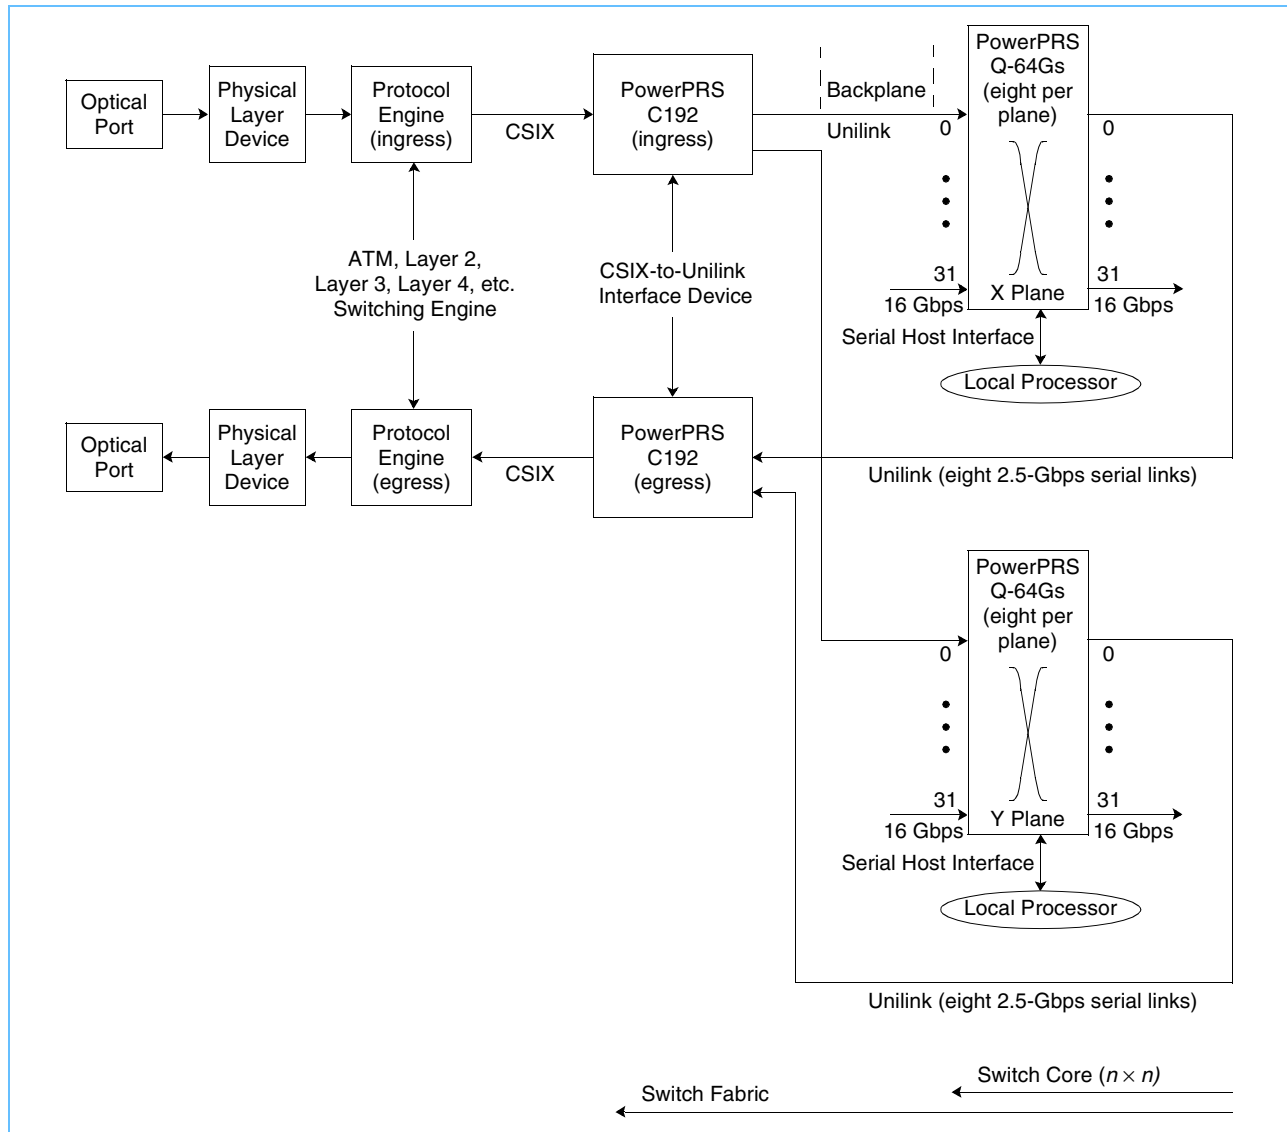 Optical
Port
Physical
Layer
Device
Protocol
Engine
(ingress)
CSIX
PowerPRS
C192
(ingress)
Backplane
Unilink
PowerPRS
Q-64Gs
(eight per
plane)
0
0
31
31
16 Gbps
X Plane
16 Gbps
Serial Host Interface
Local Processor
ATM, Layer 2,
Layer 3, Layer 4, etc.
Switching Engine
CSIX-to-Unilink
Interface Device
Optical
Port
Physical
Layer
Device
Protocol
Engine
(egress)
CSIX
PowerPRS
C192
(egress)
Unilink (eight 2.5-Gbps serial links)
PowerPRS
Q-64Gs
(eight per
plane)
0
0
31
31
16 Gbps
Y Plane
16 Gbps
Serial Host Interface
Local Processor
Unilink (eight 2.5-Gbps serial links)
Switch Core (n × n)
Switch Fabric